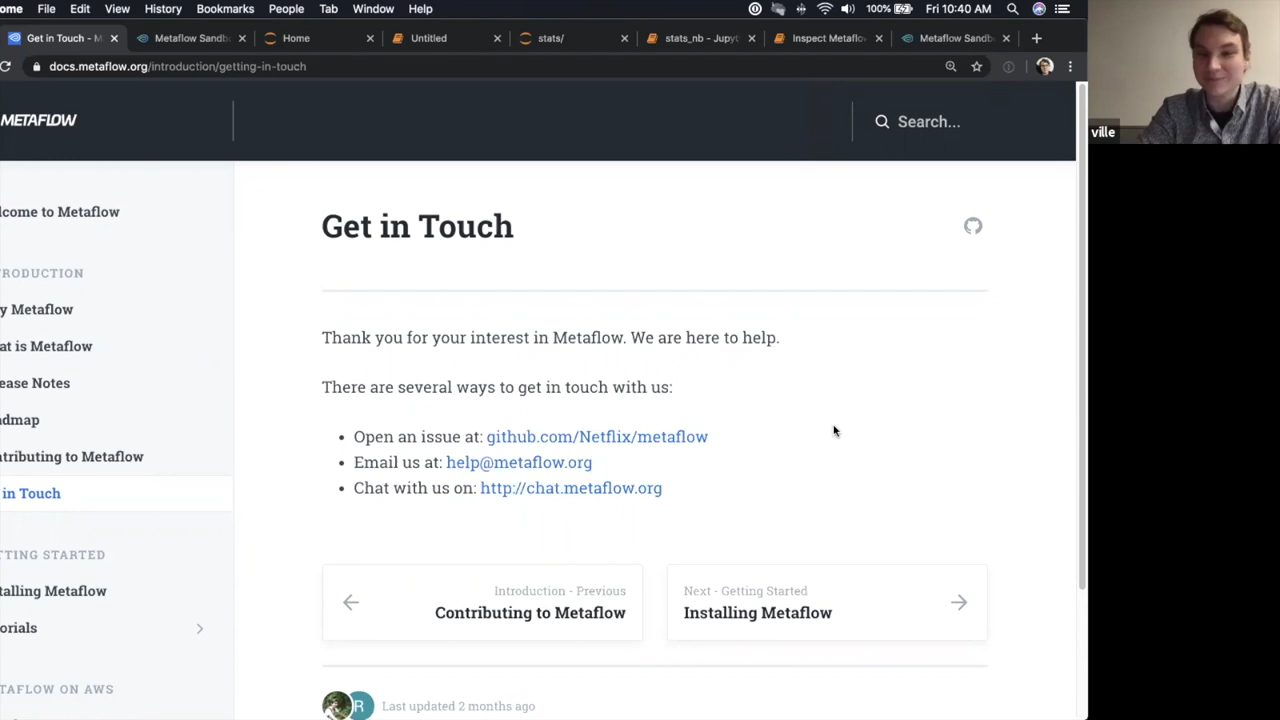 ome File Edit View History Bookmarks People Tab Window Help 100% Fri 10:40 AM
Get in Touch - M Metaflow Sandb Home Untitled stats/ stats_nb - Jupyt Inspect Metaflo Metaflow Sandb
docs.metaflow.org/introduction/getting-in-touch
ville
METAFLOW
Search...
lcome to Metaflow
TRODUCTION
y Metaflow
at is Metaflow
ease Notes
admap
ntributing to Metaflow
in Touch
TTING STARTED
talling Metaflow
orials
TAFLOW ON AWS
Get in Touch
Thank you for your interest in Metaflow. We are here to help.
There are several ways to get in touch with us:
• Open an issue at: github.com/Netflix/metaflow
• Email us at: help@metaflow.org
• Chat with us on: http://chat.metaflow.org
Introduction - Previous
Contributing to Metaflow
Next - Getting Started
Installing Metaflow
R Last updated 2 months ago